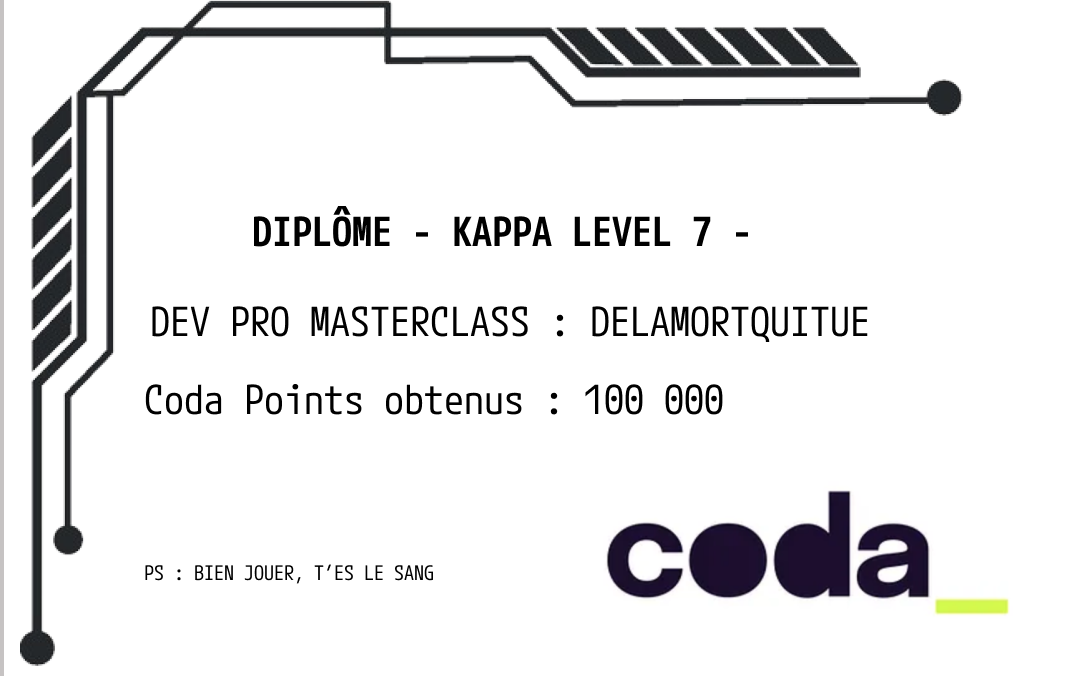 DIPLÔME - KAPPA LEVEL 7 -
DEV PRO MASTERCLASS : DELAMORTQUITUE
Coda Points obtenus : 100 000
coda_
PS : BIEN JOUER, T’ES LE SANG